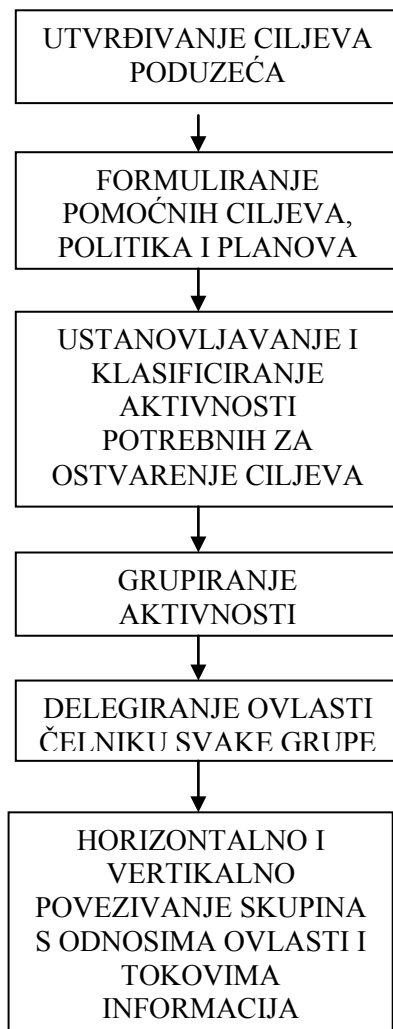 UTVRĐIVANJE CILJEVA
PODUZEĆA
FORMULIRANJE
POMOĆNIH CILJEVA,
POLITIKA I PLANOVA
USTANOVLJAVANJE I
KLASIFICIRANJE
AKTIVNOSTI
POTREBNIH ZA
OSTVARENJE CILJEVA
GRUPIRANJE
AKTIVNOSTI
DELEGIRANJE OVLASTI
ČELNIKU SVAKE GRUPE
HORIZONTALNO I
VERTIKALNO
POVEZIVANJE SKUPINA
S ODNOSIMA OVLASTI I
TOKOVIMA
INFORMACIJA